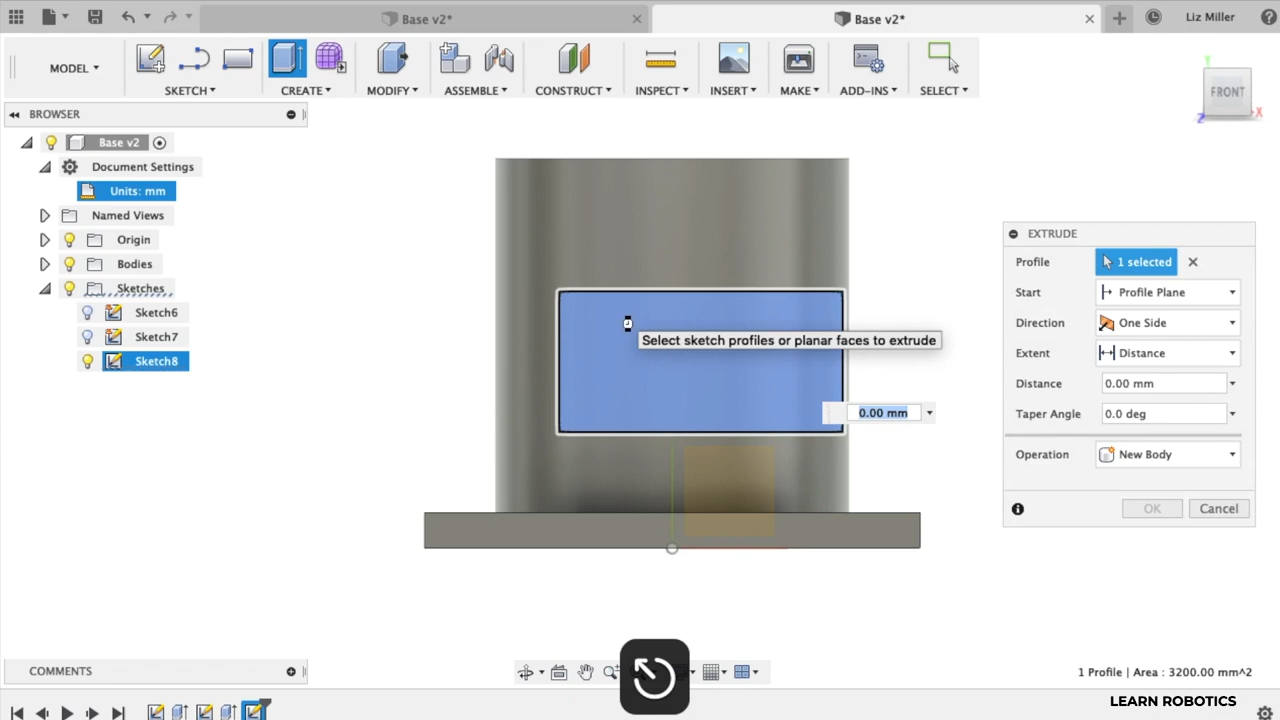 Base v2*
Base v2*
Liz Miller
MODEL
SKETCH
CREATE
MODIFY
ASSEMBLE
CONSTRUCT
INSPECT
INSERT
MAKE
ADD-INS
SELECT
FRONT
Y
X
Z
BROWSER
Base v2
Document Settings
Units: mm
Named Views
Origin
Bodies
Sketches
Sketch6
Sketch7
Sketch8
Select sketch profiles or planar faces to extrude
0.00 mm
EXTRUDE
Profile 1 selected
Start Profile Plane
Direction One Side
Extent Distance
Distance 0.00 mm
Taper Angle 0.0 deg
Operation New Body
OK Cancel
COMMENTS
1 Profile | Area : 3200.00 mm^2
LEARN ROBOTICS